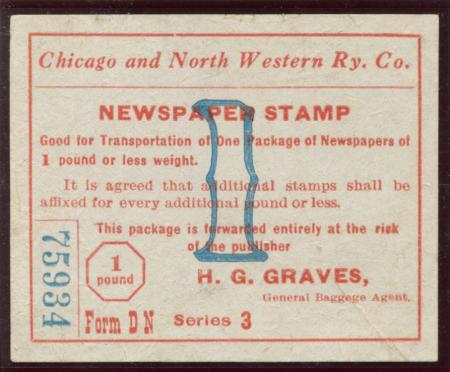 Chicago and North Western Ry. Co.
NEWSPAPER STAMP
Good for Transportation of One Package of Newspapers of
1 pound or less weight.
It is agreed that additional stamps shall be
affixed for every additional pound or less.
This package is forwarded entirely at the risk
of the publisher
H. G. GRAVES,
General Baggege Agent.
1
pound
Form D N Series 3
75934
1